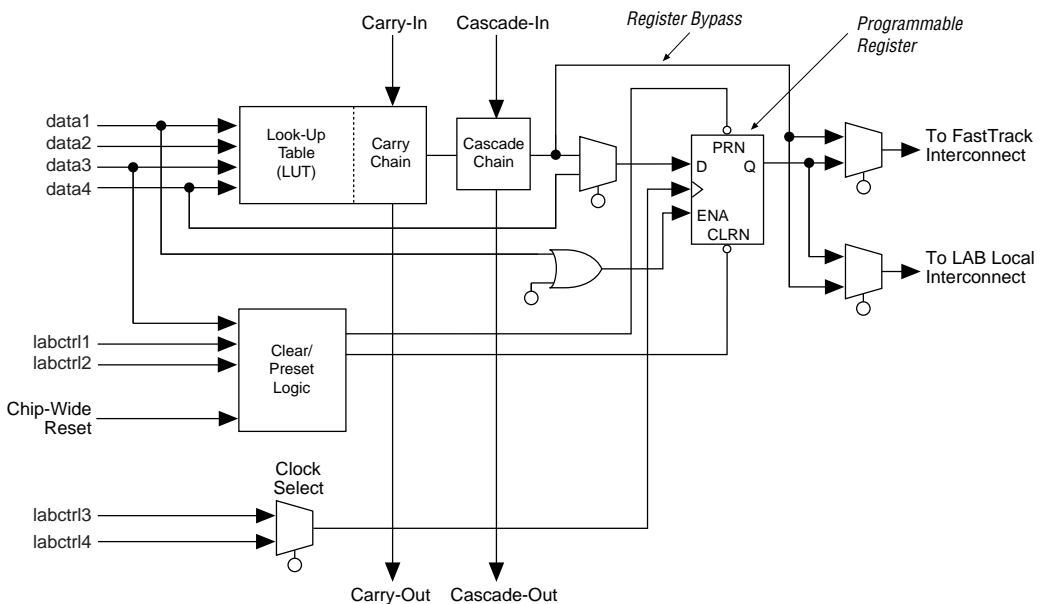 Carry-In
Cascade-In
Register Bypass
Programmable
Register
data1
data2
data3
data4
Look-Up
Table
(LUT)
Carry
Chain
Cascade
Chain
PRN
D
Q
ENA
CLRN
To FastTrack
Interconnect
To LAB Local
Interconnect
labctrl1
labctrl2
Clear/
Preset
Logic
Chip-Wide
Reset
Clock
Select
labctrl3
labctrl4
Carry-Out
Cascade-Out